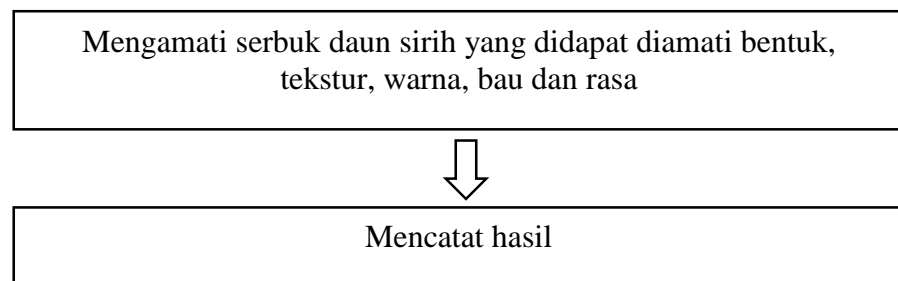 Mengamati serbuk daun sirih yang didapat diamati bentuk,
tekstur, warna, bau dan rasa
Mencatat hasil